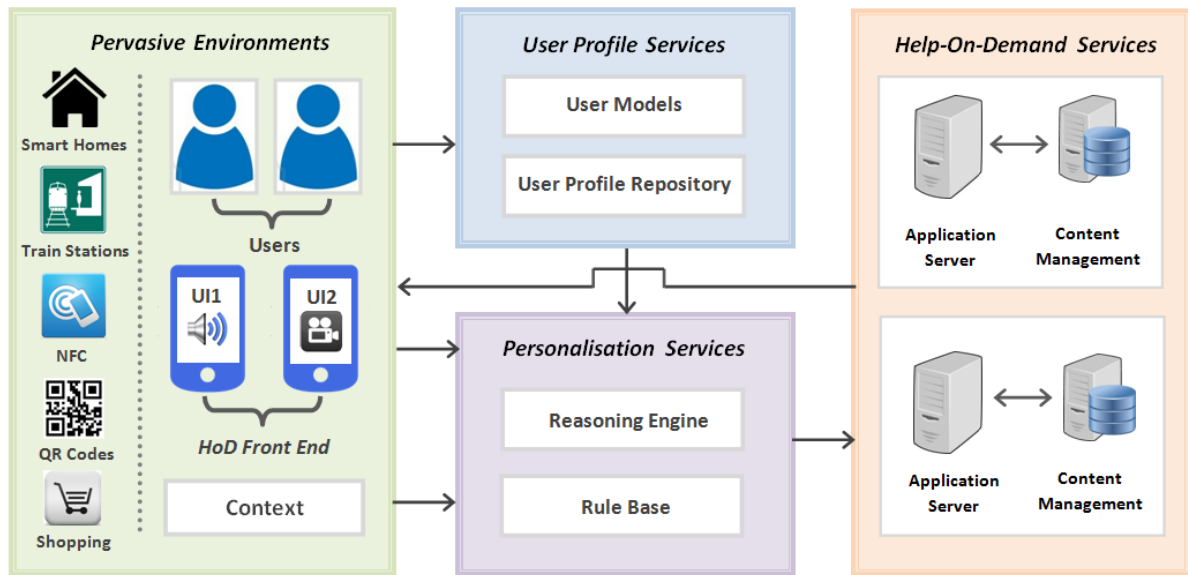 Pervasive Environments
Smart Homes
Train Stations
NFC
QR Codes
Shopping
Users
UI1
UI2
HoD Front End
Context
User Profile Services
User Models
User Profile Repository
Personalisation Services
Reasoning Engine
Rule Base
Help-On-Demand Services
Application
Server
Content
Management
Application
Server
Content
Management